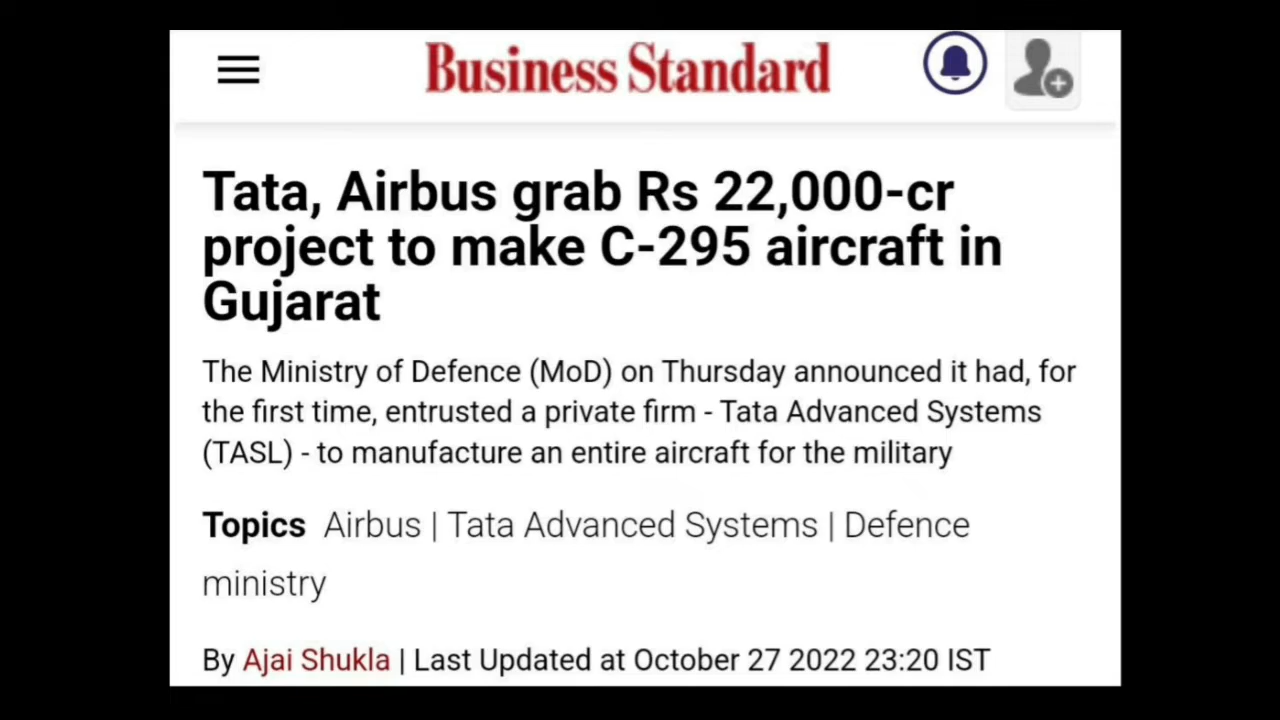 Business Standard
Tata, Airbus grab Rs 22,000-cr
project to make C-295 aircraft in
Gujarat
The Ministry of Defence (MoD) on Thursday announced it had, for
the first time, entrusted a private firm - Tata Advanced Systems
(TASL) - to manufacture an entire aircraft for the military
Topics Airbus | Tata Advanced Systems | Defence
ministry
By Ajai Shukla | Last Updated at October 27 2022 23:20 IST